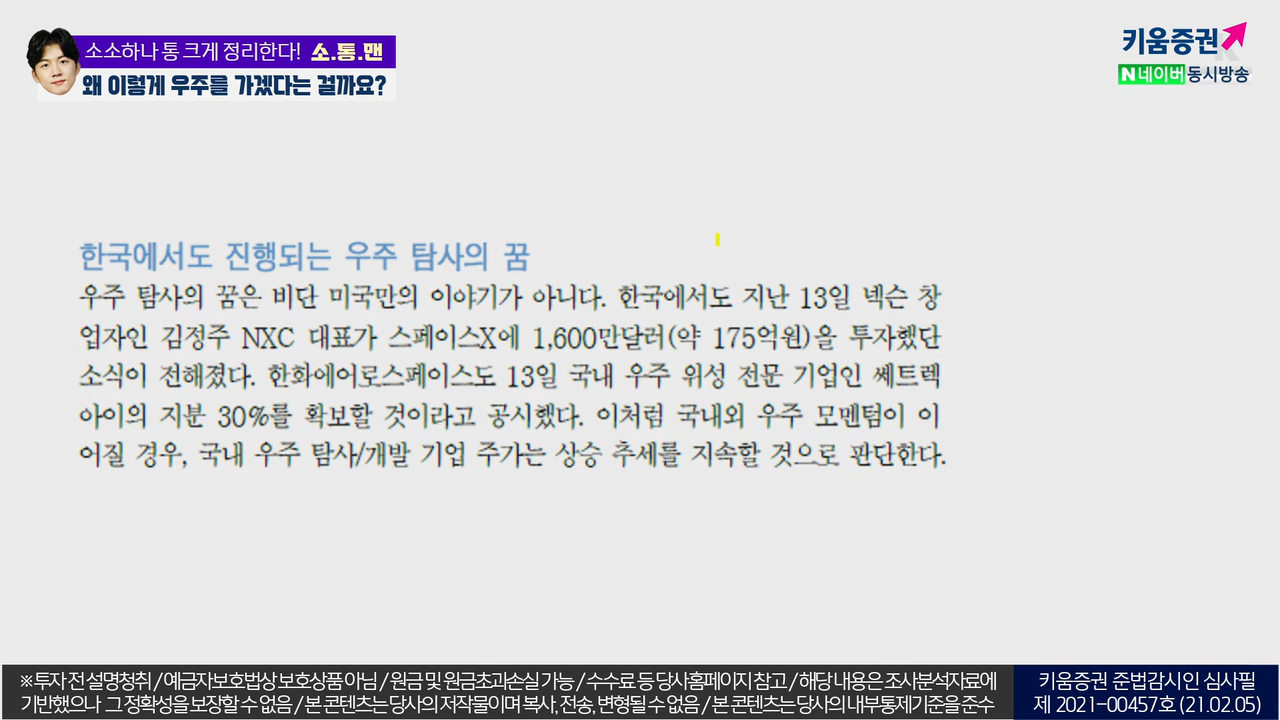 소소하나 통 크게 정리한다! 소.통.맨
왜 이렇게 우주를 가겠다는 걸까요?
키움증권
N 네이버 동시방송
한국에서도 진행되는 우주 탐사의 꿈
우주 탐사의 꿈은 비단 미국만의 이야기가 아니다. 한국에서도 지난 13일 넥슨 창
업자인 김정주 NXC 대표가 스페이스X에 1,600만달러(약 175억원)을 투자했단
소식이 전해졌다. 한화에어로스페이스도 13일 국내 우주 위성 전문 기업인 쎄트렉
아이의 지분 30%를 확보할 것이라고 공시했다. 이처럼 국내외 우주 모멘텀이 이
어질 경우, 국내 우주 탐사/개발 기업 주가는 상승 추세를 지속할 것으로 판단한다.
※투자 전 설명청취 / 예금자보호법상 보호상품 아님 / 원금 및 원금초과손실 가능 / 수수료 등 당사홈페이지 참고 / 해당 내용은 조사분석자료에
기반했으나 그 정확성을 보장할 수 없음 / 본 콘텐츠는 당사의 저작물이며 복사, 전송, 변형될 수 없음 / 본 콘텐츠는 당사의 내부통제기준을 준수
키움증권 준법감시인 심사필
제 2021-00457호 (21.02.05)